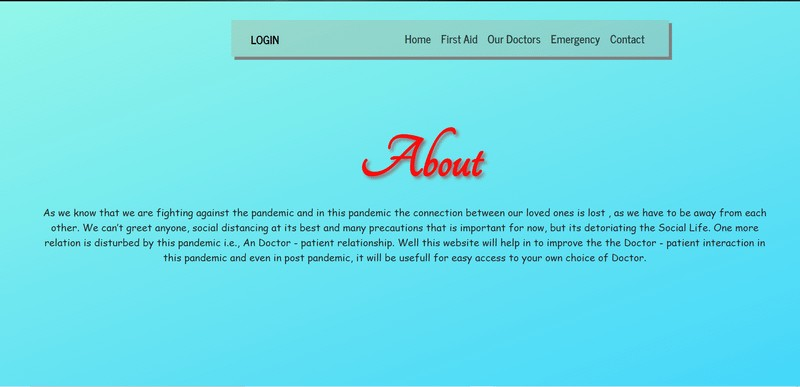 LOGIN Home First Aid Our Doctors Emergency Contact
About
As we know that we are fighting against the pandemic and in this pandemic the connection between our loved ones is lost , as we have to be away from each
other. We can't greet anyone, social distancing at its best and many precautions that is important for now, but its detoriating the Social Life. One more
relation is disturbed by this pandemic i.e., An Doctor - patient relationship. Well this website will help in to improve the the Doctor - patient interaction in
this pandemic and even in post pandemic, it will be usefull for easy access to your own choice of Doctor.